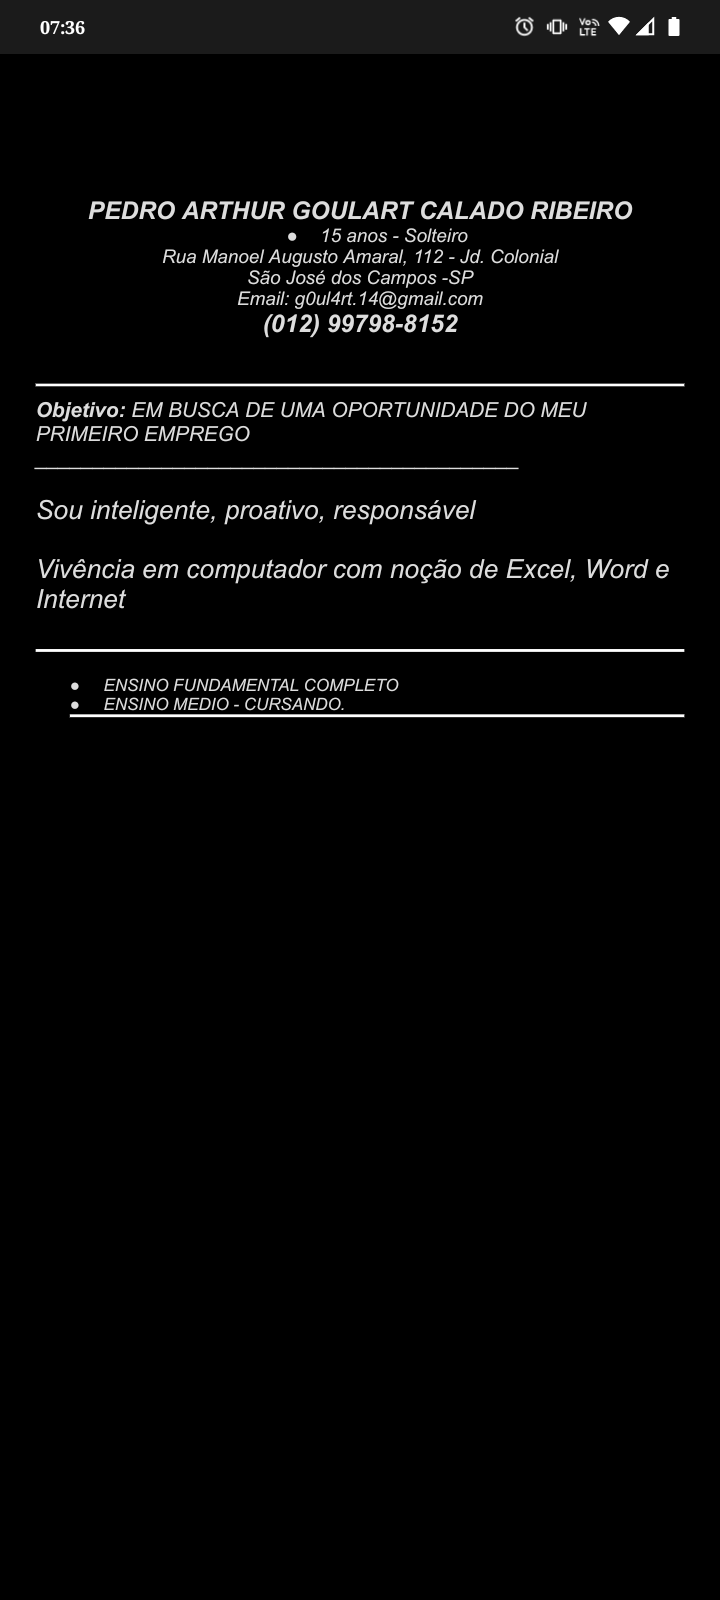 07:36
Vo LTE
PEDRO ARTHUR GOULART CALADO RIBEIRO
● 15 anos - Solteiro
Rua Manoel Augusto Amaral, 112 - Jd. Colonial
São José dos Campos -SP
Email: g0ul4rt.14@gmail.com
(012) 99798-8152
Objetivo: EM BUSCA DE UMA OPORTUNIDADE DO MEU
PRIMEIRO EMPREGO
Sou inteligente, proativo, responsável
Vivência em computador com noção de Excel, Word e
Internet
● ENSINO FUNDAMENTAL COMPLETO
● ENSINO MEDIO - CURSANDO.